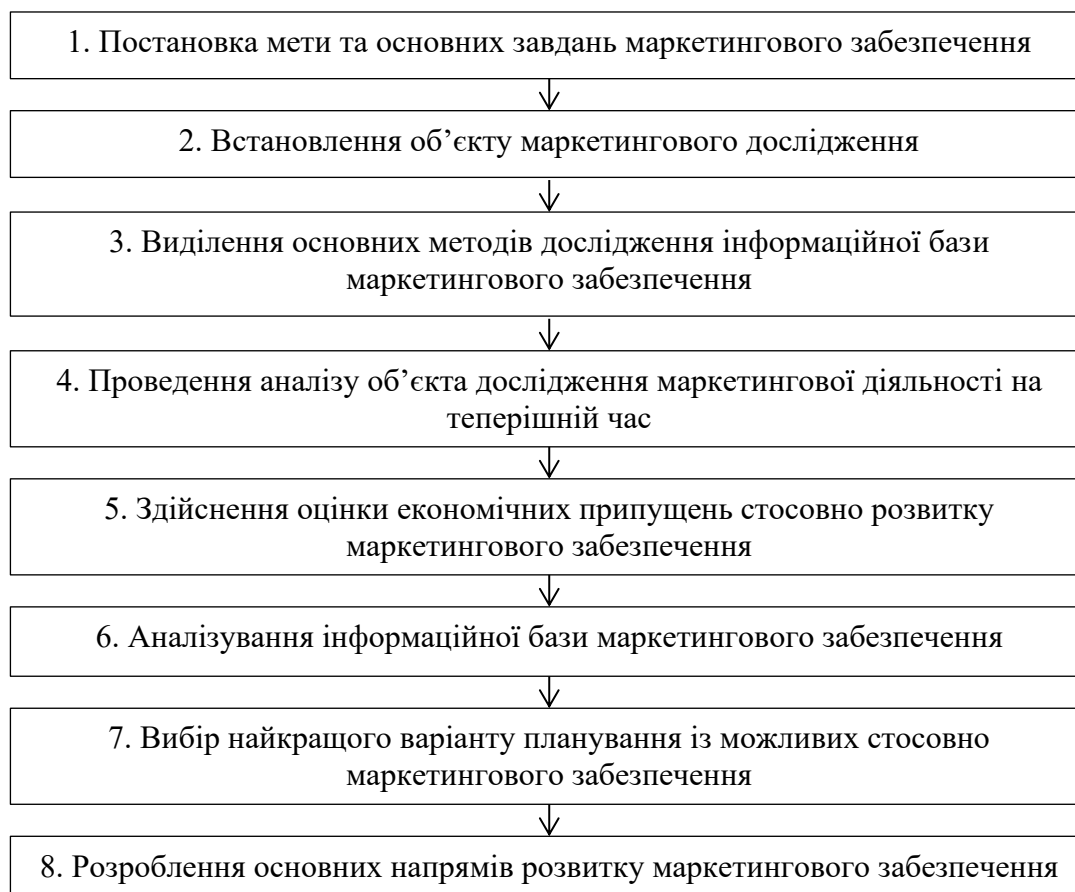 1. Постановка мети та основних завдань маркетингового забезпечення
2. Встановлення об’єкту маркетингового дослідження
3. Виділення основних методів дослідження інформаційної бази
маркетингового забезпечення
4. Проведення аналізу об’єкта дослідження маркетингової діяльності на
теперішній час
5. Здійснення оцінки економічних припущень стосовно розвитку
маркетингового забезпечення
6. Аналізування інформаційної бази маркетингового забезпечення
7. Вибір найкращого варіанту планування із можливих стосовно
маркетингового забезпечення
8. Розроблення основних напрямів розвитку маркетингового забезпечення